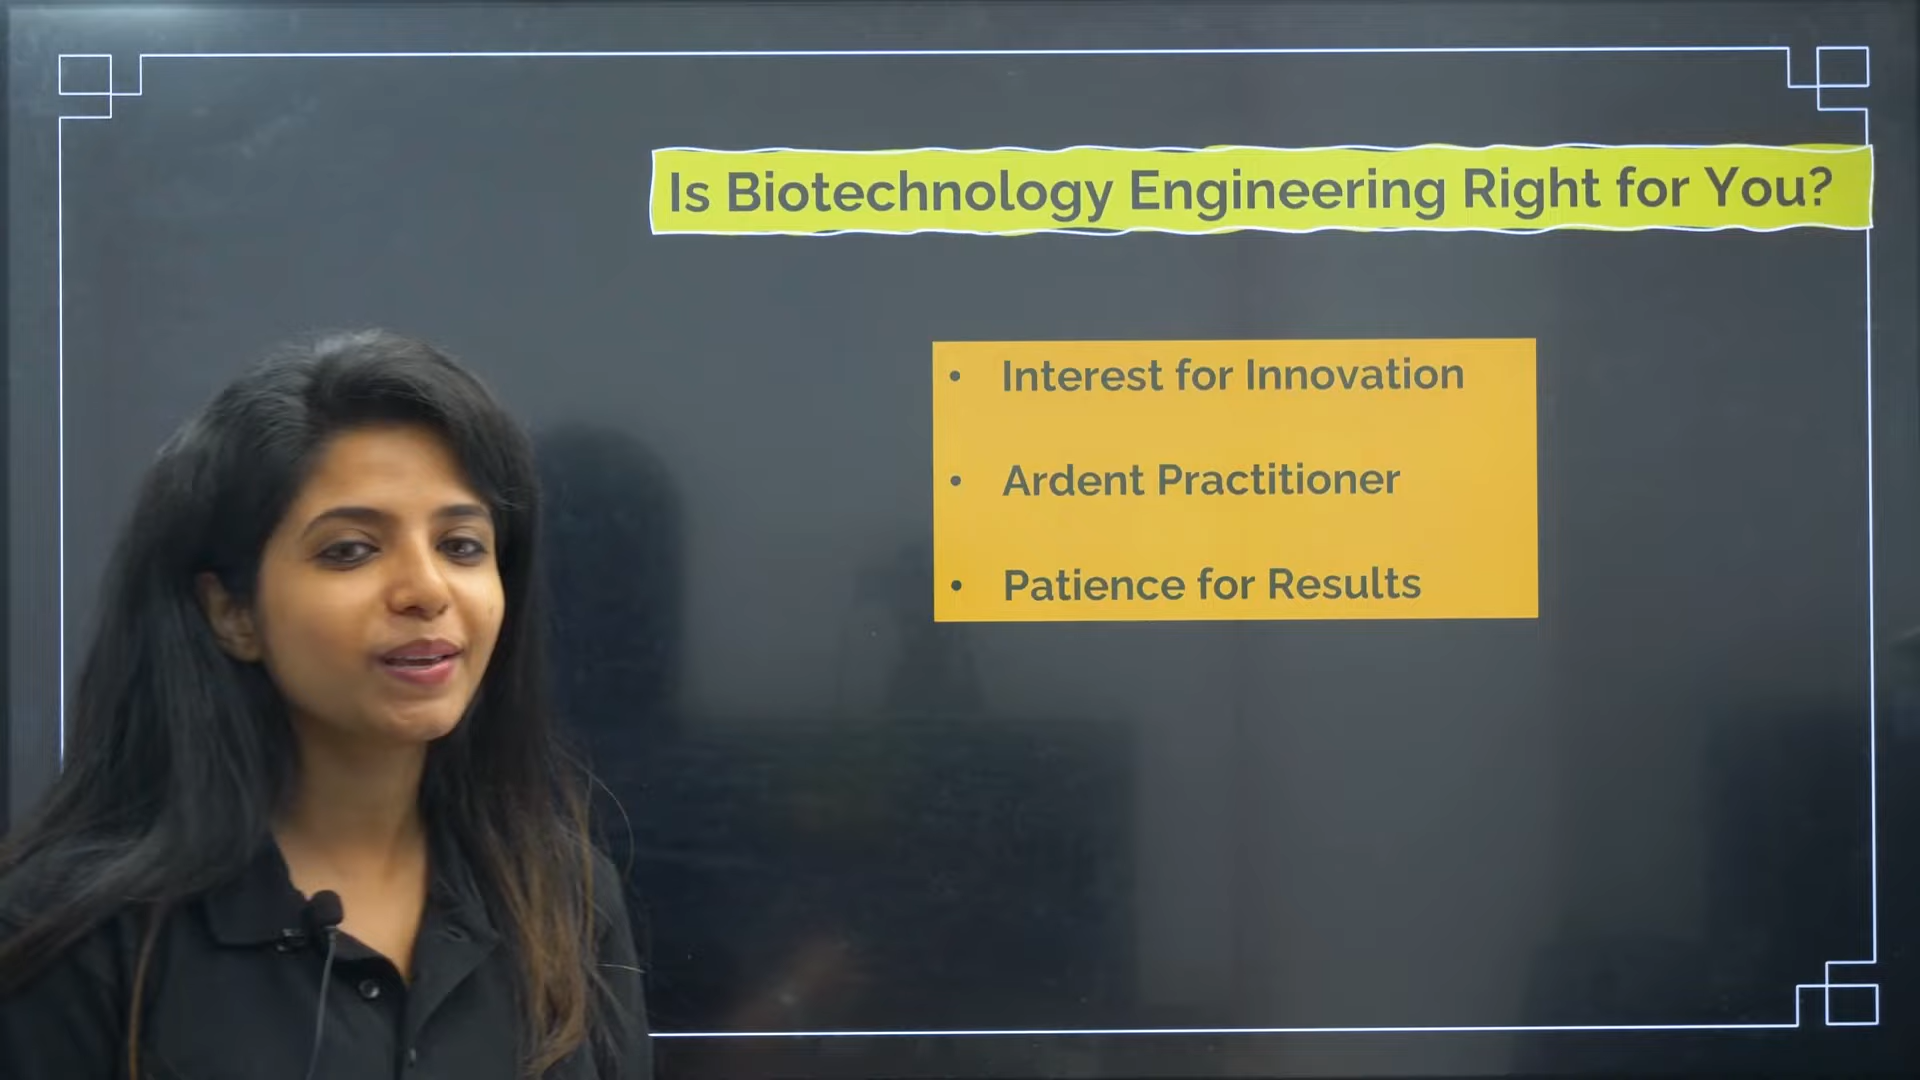 Is Biotechnology Engineering Right for You?
• Interest for Innovation
• Ardent Practitioner
• Patience for Results